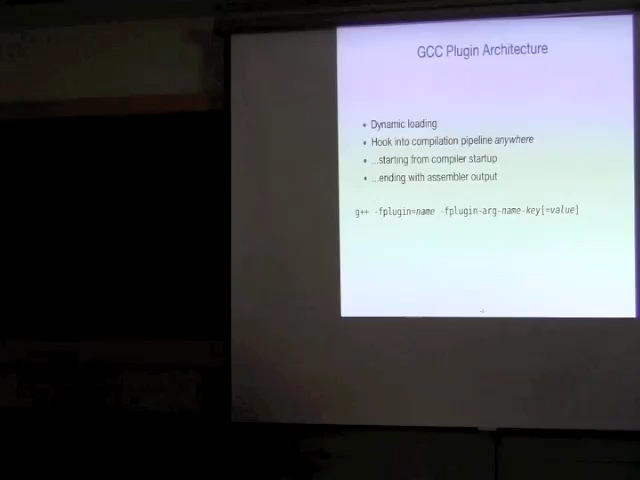 GCC Plugin Architecture
• Dynamic loading
• Hook into compilation pipeline anywhere
• ...starting from compiler startup
• ...ending with assembler output
g++ -fplugin=name -fplugin-arg-name-key[=value]